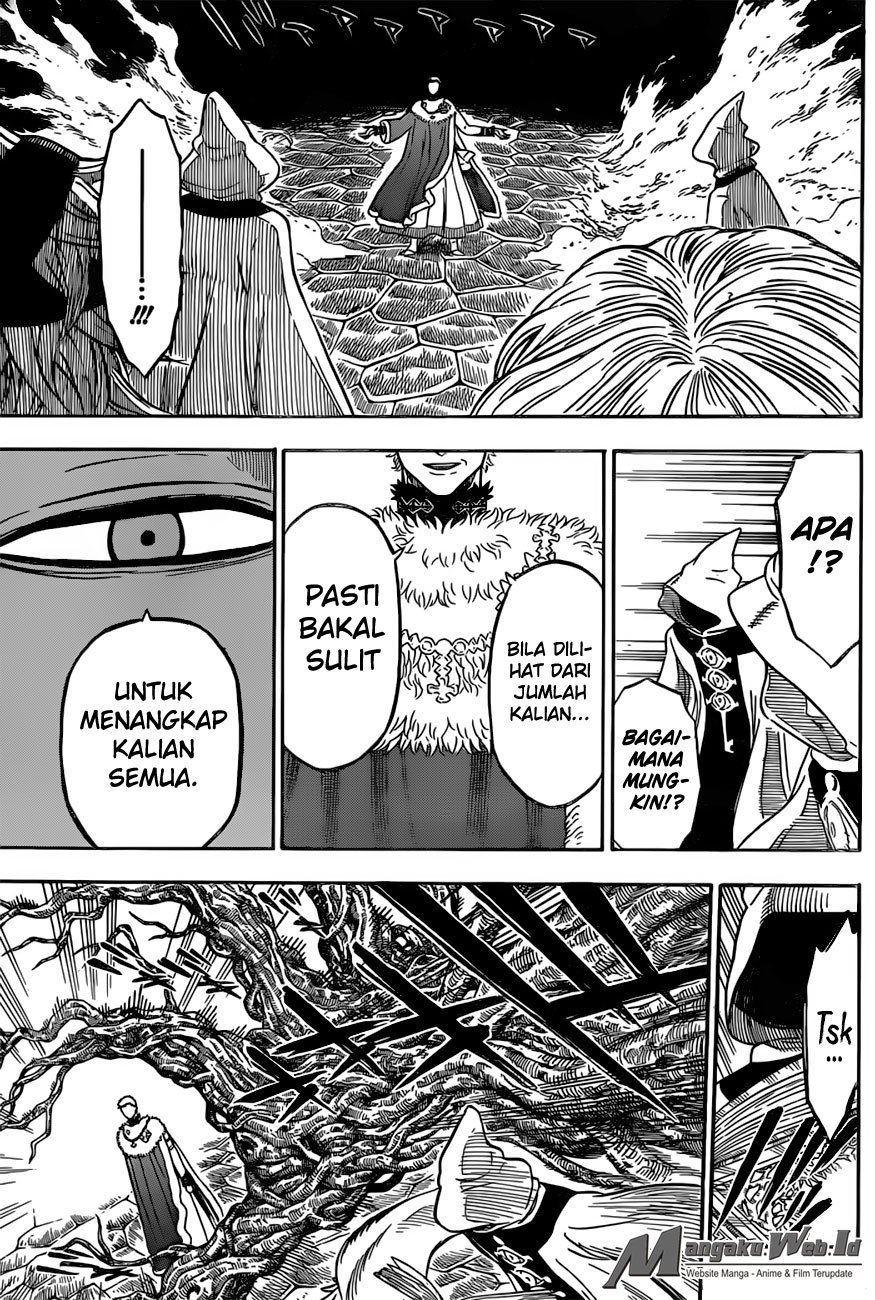 ......!!!
APA
!?
BAGAI-
MANA
MUNG-
KIN!?
BILA DILI-
HAT DARI
JUMLAH
KALIAN...
PASTI
BAKAL
SULIT
UNTUK
MENANGKAP
KALIAN
SEMUA.
Tsk
...
Mangaku.Web.Id
Website Manga - Anime & Film Terupdate